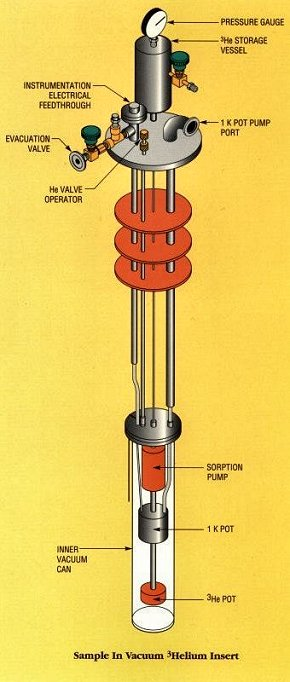 PRESSURE GAUGE
³He STORAGE
VESSEL
INSTRUMENTATION
ELECTRICAL
FEEDTHROUGH
1 K POT PUMP
PORT
EVACUATION
VALVE
He VALVE
OPERATOR
SORPTION
PUMP
1 K POT
INNER
VACUUM
CAN
³He POT
Sample In Vacuum ³Helium Insert